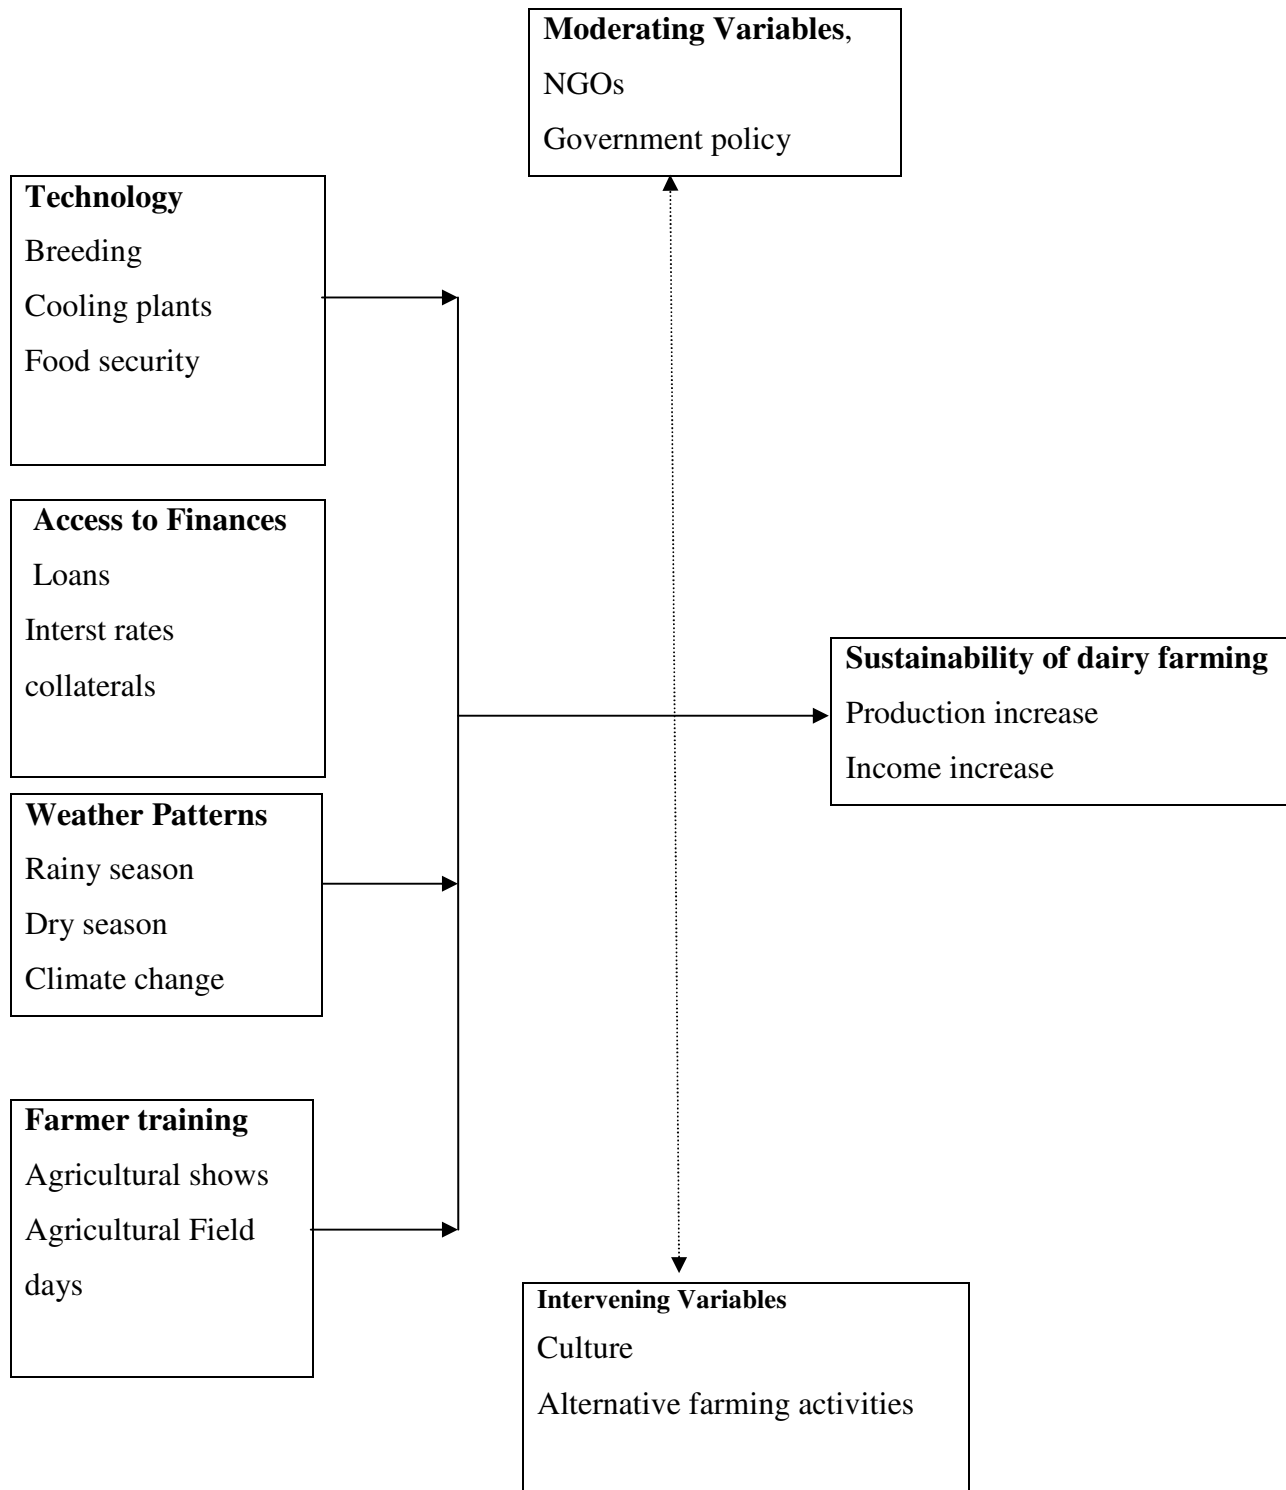 Moderating Variables,
NGOs
Government policy
Technology
Breeding
Cooling plants
Food security
Access to Finances
Loans
Interst rates
collaterals
Sustainability of dairy farming
Production increase
Income increase
Weather Patterns
Rainy season
Dry season
Climate change
Farmer training
Agricultural shows
Agricultural Field
days
Intervening Variables
Culture
Alternative farming activities